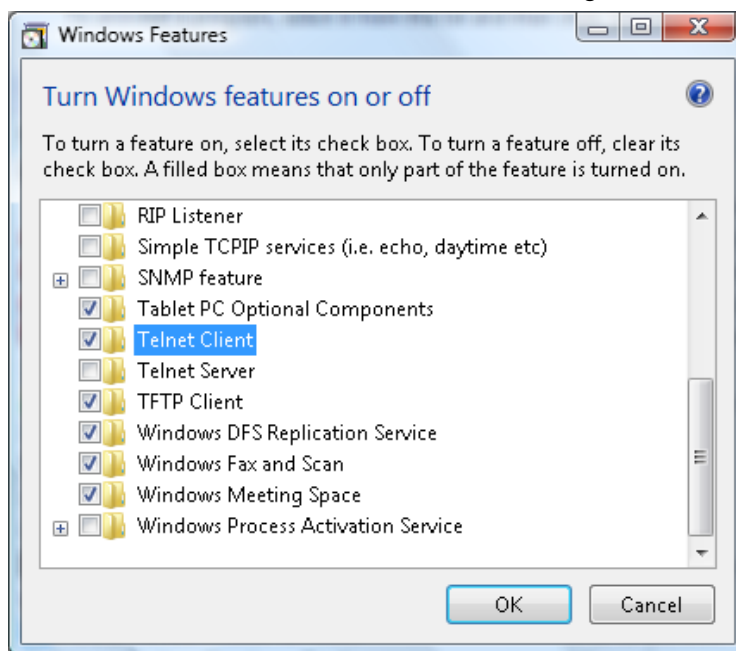 Windows Features
Turn Windows features on or off
To turn a feature on, select its check box. To turn a feature off, clear its
check box. A filled box means that only part of the feature is turned on.
RIP Listener
Simple TCPIP services (i.e. echo, daytime etc)
SNMP feature
Tablet PC Optional Components
Telnet Client
Telnet Server
TFTP Client
Windows DFS Replication Service
Windows Fax and Scan
Windows Meeting Space
Windows Process Activation Service
OK Cancel